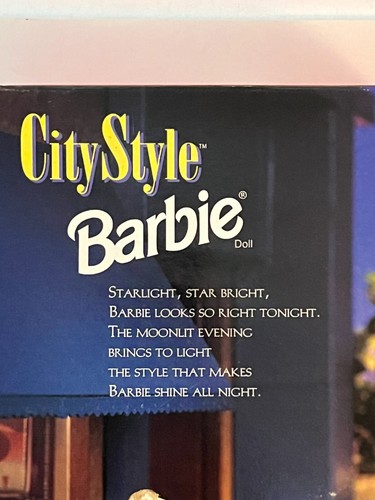 CityStyle™
Barbie®
Doll
STARLIGHT, STAR BRIGHT,
BARBIE LOOKS SO RIGHT TONIGHT.
THE MOONLIT EVENING
BRINGS TO LIGHT
THE STYLE THAT MAKES
BARBIE SHINE ALL NIGHT.